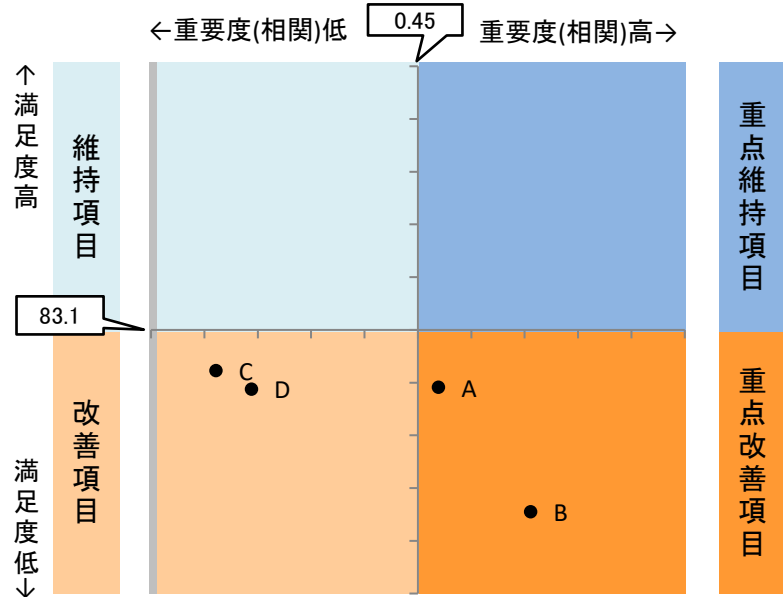 ←重要度(相関)低
0.45
重要度(相関)高→
↑満足度高
維持項目
重点維持項目
83.1
C
D
A
B
改善項目
重点改善項目
満足度低↓